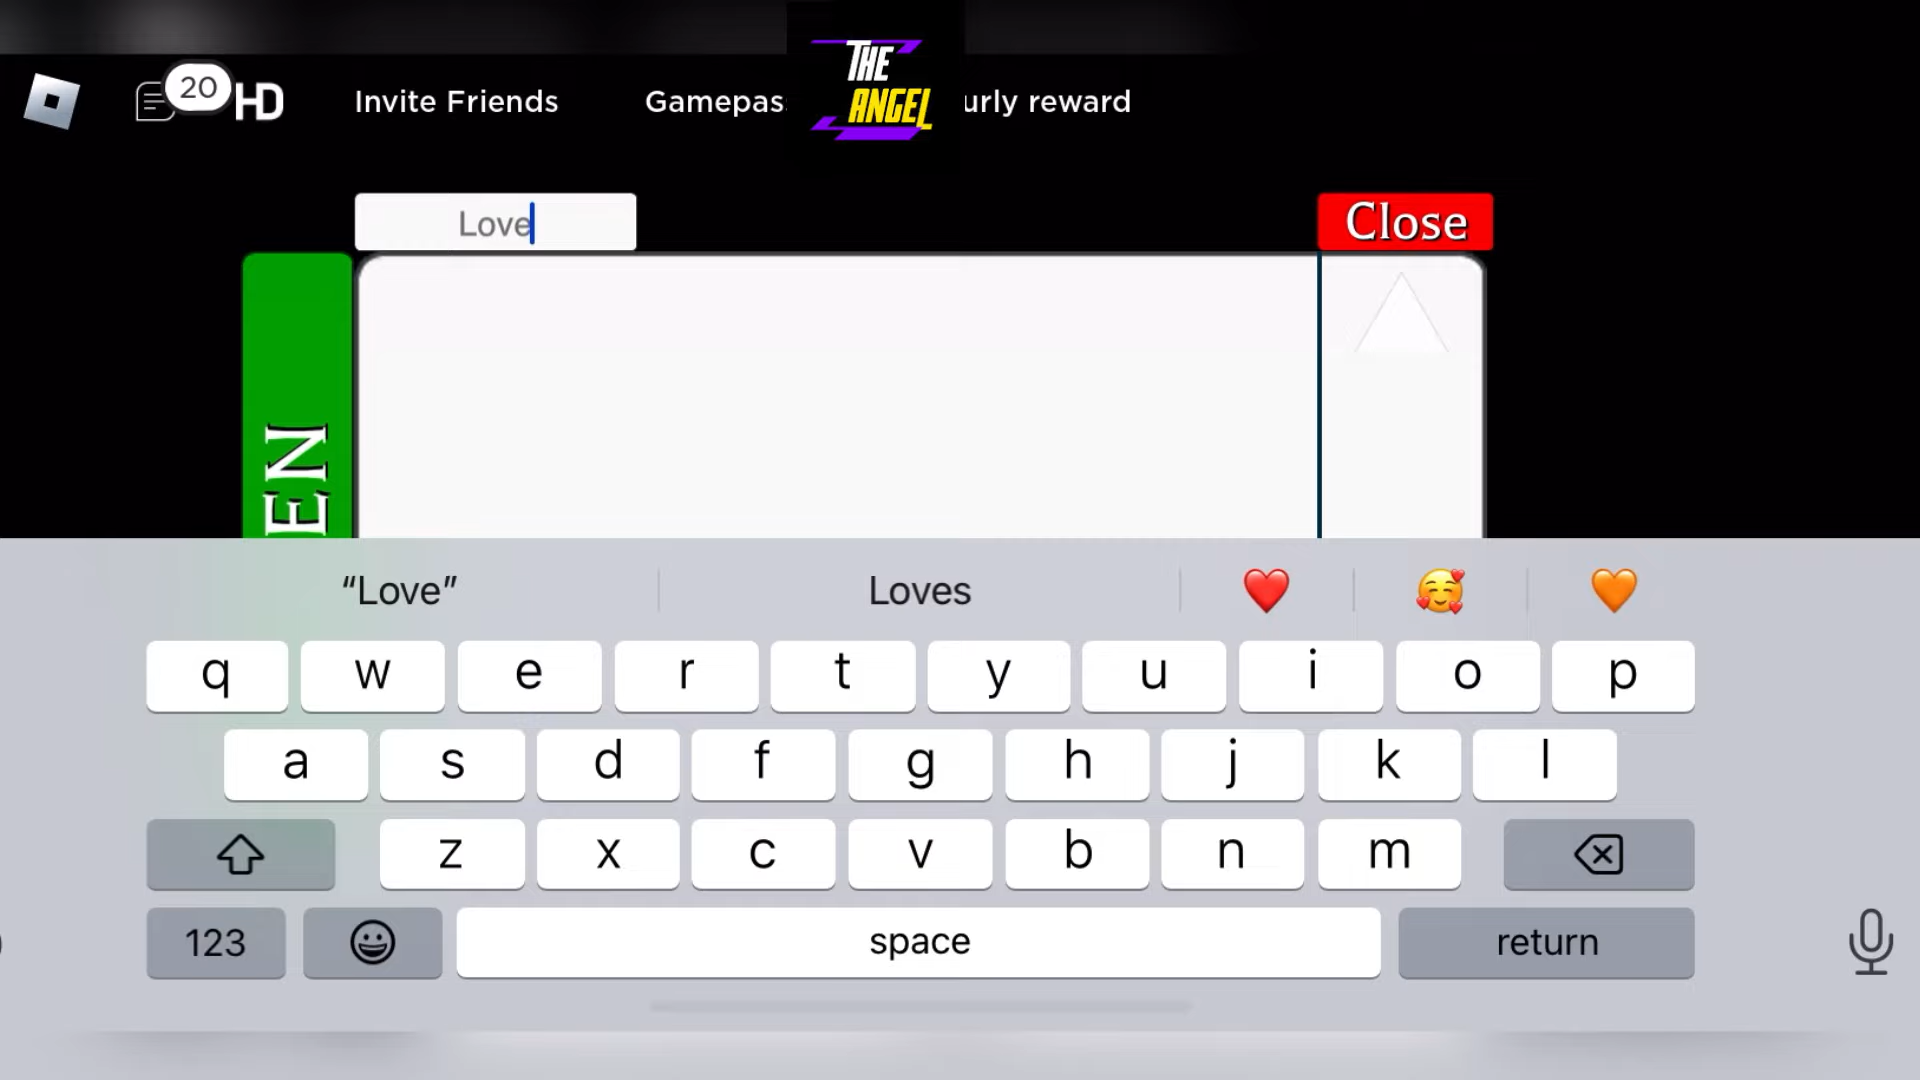 THE
ANGEL
20
HD
Invite Friends
Gamepas
urly reward
Love
Close
EN
“Love”
Loves
q w e r t y u i o p
a s d f g h j k l
z x c v b n m
123
space
return